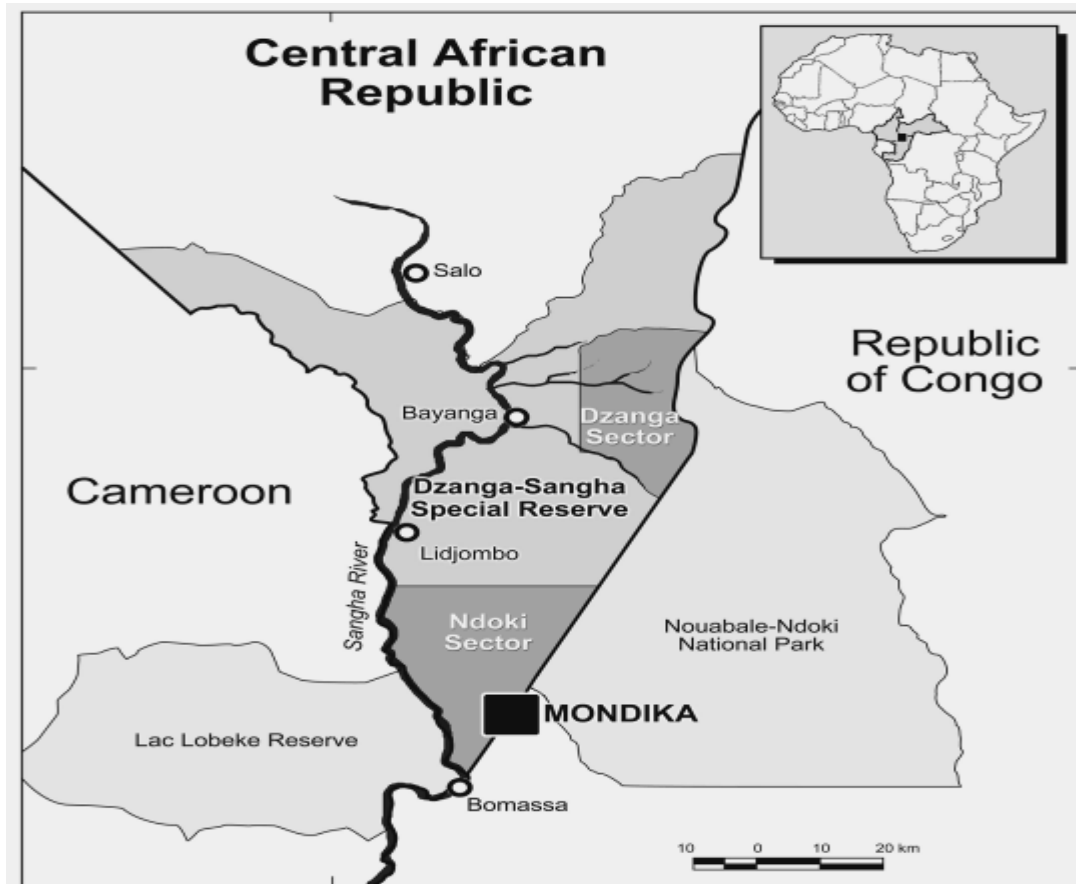 Central African
Republic
Salo
Republic
of Congo
Bayanga
Dzanga
Sector
Cameroon
Dzanga-Sangha
Special Reserve
Lidjombo
Sangha River
Ndoki
Sector
Nouabale-Ndoki
National Park
MONDIKA
Lac Lobeke Reserve
Bomassa
10 0 10 20 km